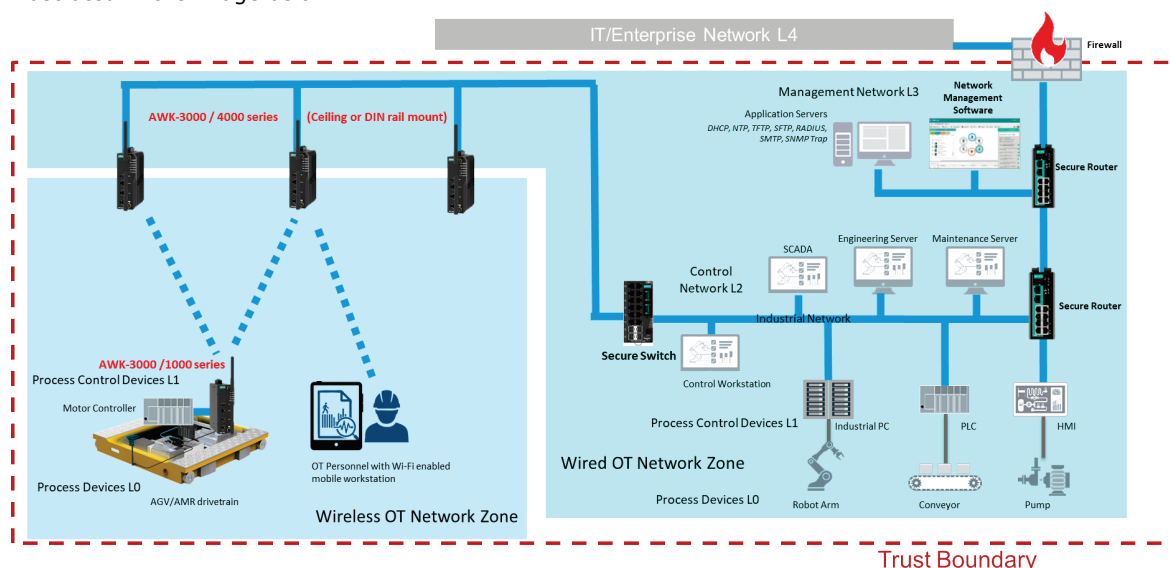 IT/Enterprise Network L4
Firewall
Management Network L3
Network
Management
Software
Application Servers
DHCP, NTP, TFTP, SFTP, RADIUS,
SMTP, SNMP Trap
AWK-3000 / 4000 series
(Ceiling or DIN rail mount)
Secure Router
SCADA
Engineering Server
Maintenance Server
Control
Network L2
Secure Router
Industrial Network
Secure Switch
Control Workstation
AWK-3000 /1000 series
Process Control Devices L1
Motor Controller
Process Control Devices L1
Industrial PC
PLC
HMI
OT Personnel with Wi-Fi enabled
mobile workstation
Wired OT Network Zone
Process Devices L0
AGV/AMR drivetrain
Process Devices L0
Robot Arm
Conveyor
Pump
Wireless OT Network Zone
Trust Boundary